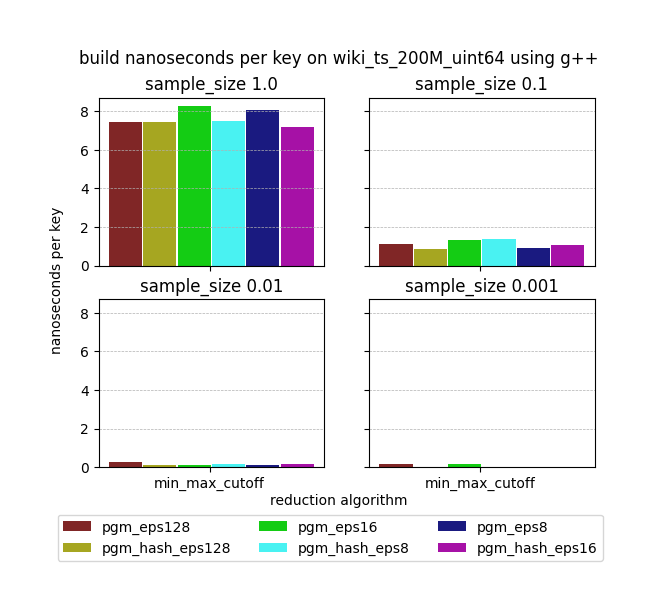 build nanoseconds per key on wiki_ts_200M_uint64 using g++
sample_size 1.0
sample_size 0.1
8
6
4
2
0
sample_size 0.01
sample_size 0.001
8
6
4
2
0
nanoseconds per key
min_max_cutoff
min_max_cutoff
reduction algorithm
pgm_eps128
pgm_eps16
pgm_eps8
pgm_hash_eps128
pgm_hash_eps8
pgm_hash_eps16